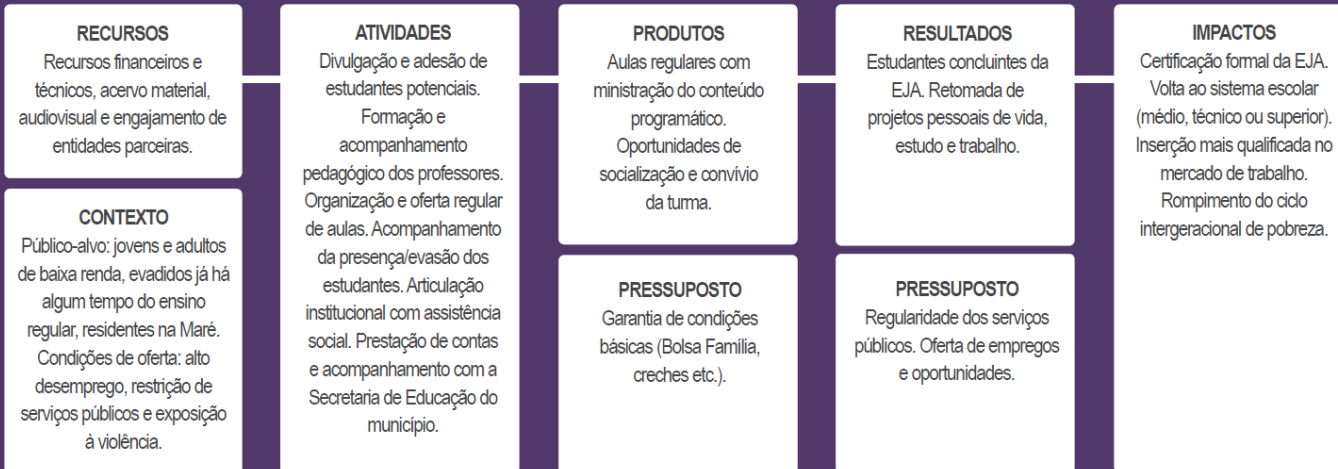 RECURSOS
Recursos financeiros e
técnicos, acervo material,
audiovisual e engajamento de
entidades parceiras.
CONTEXTO
Público-alvo: jovens e adultos
de baixa renda, evadidos já há
algum tempo do ensino
regular, residentes na Maré.
Condições de oferta: alto
desemprego, restrição de
serviços públicos e exposição
à violência.
ATIVIDADES
Divulgação e adesão de
estudantes potenciais.
Formação e
acompanhamento
pedagógico dos professores.
Organização e oferta regular
de aulas. Acompanhamento
da presença/evasão dos
estudantes. Articulação
institucional com assistência
social. Prestação de contas
e acompanhamento com a
Secretaria de Educação do
município.
PRODUTOS
Aulas regulares com
ministração do conteúdo
programático.
Oportunidades de
socialização e convívio
da turma.
PRESSUPOSTO
Garantia de condições
básicas (Bolsa Família,
creches etc.).
RESULTADOS
Estudantes concluintes da
EJA. Retomada de
projetos pessoais de vida,
estudo e trabalho.
PRESSUPOSTO
Regularidade dos serviços
públicos. Oferta de empregos
e oportunidades.
IMPACTOS
Certificação formal da EJA.
Volta ao sistema escolar
(médio, técnico ou superior).
Inserção mais qualificada no
mercado de trabalho.
Rompimento do ciclo
intergeracional de pobreza.